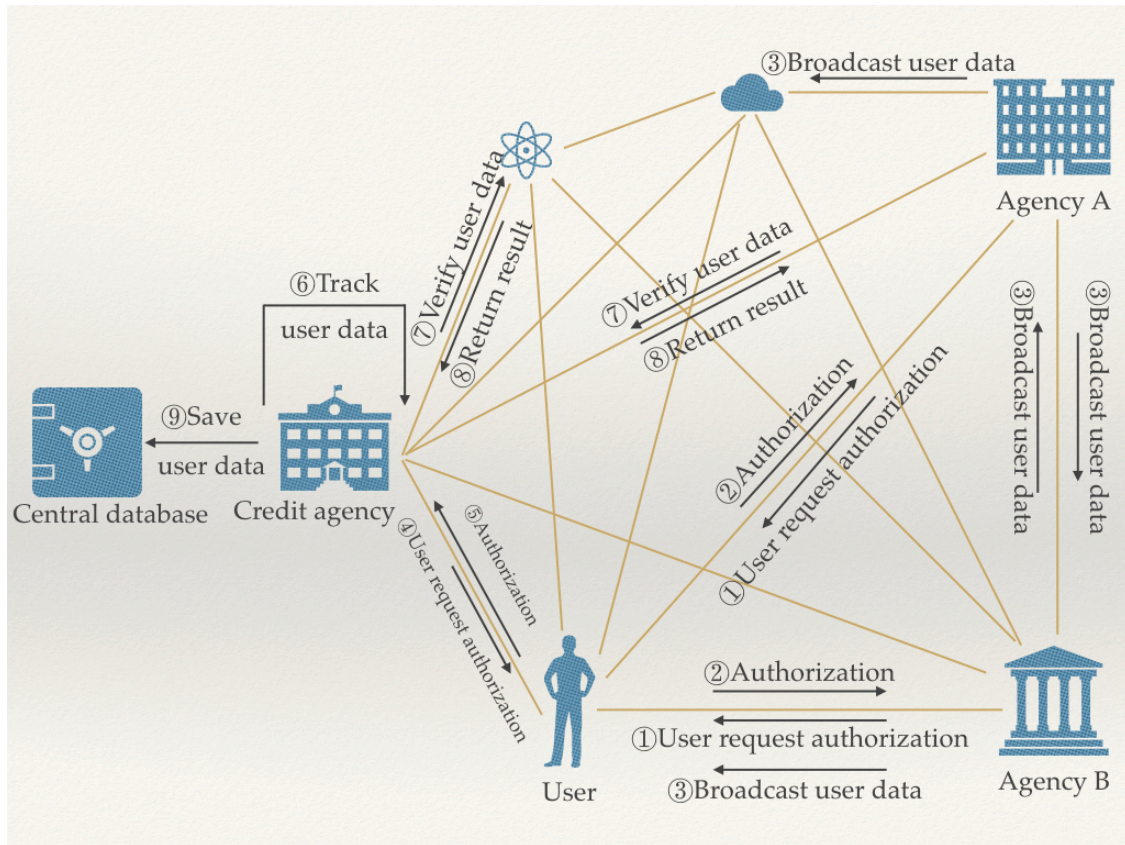 ③Broadcast user data
Agency A
⑦Verify user data
⑧Return result
⑦Verify user data
⑧Return result
⑥Track
user data
③Broadcast user data
③Broadcast user data
②Authorization
①User request authorization
⑨Save
user data
Central database
Credit agency
④User request authorization
⑤Authorization
②Authorization
①User request authorization
③Broadcast user data
User
Agency B